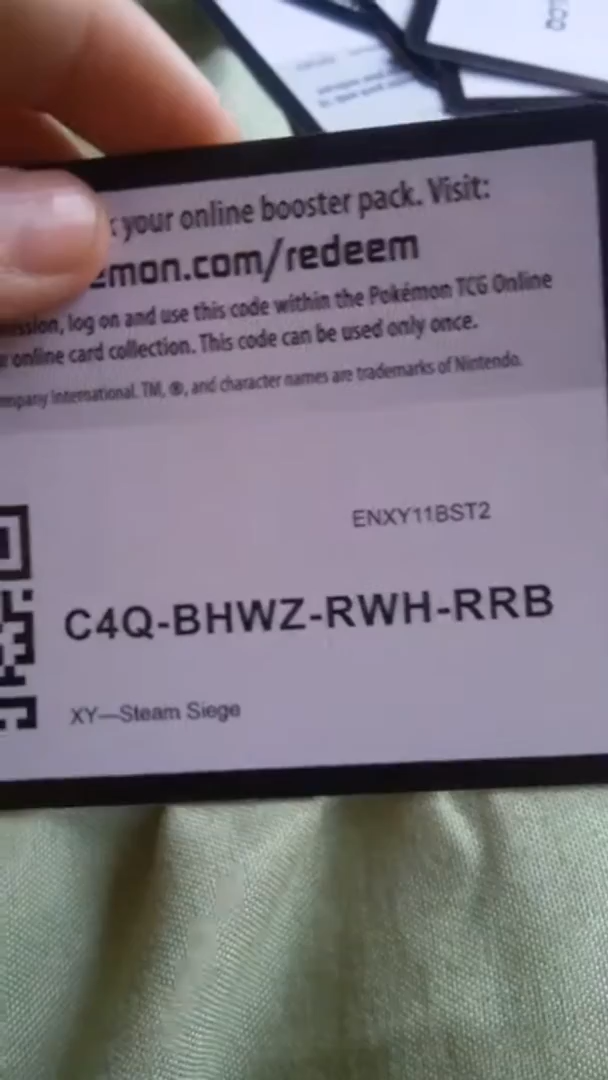 your online booster pack. Visit:
emon.com/redeem
ission, log on and use this code within the Pokémon TCG Online
online card collection. This code can be used only once.
mpany International. TM, ®, and character names are trademarks of Nintendo.
ENXY11BST2
C4Q-BHWZ-RWH-RRB
XY—Steam Siege